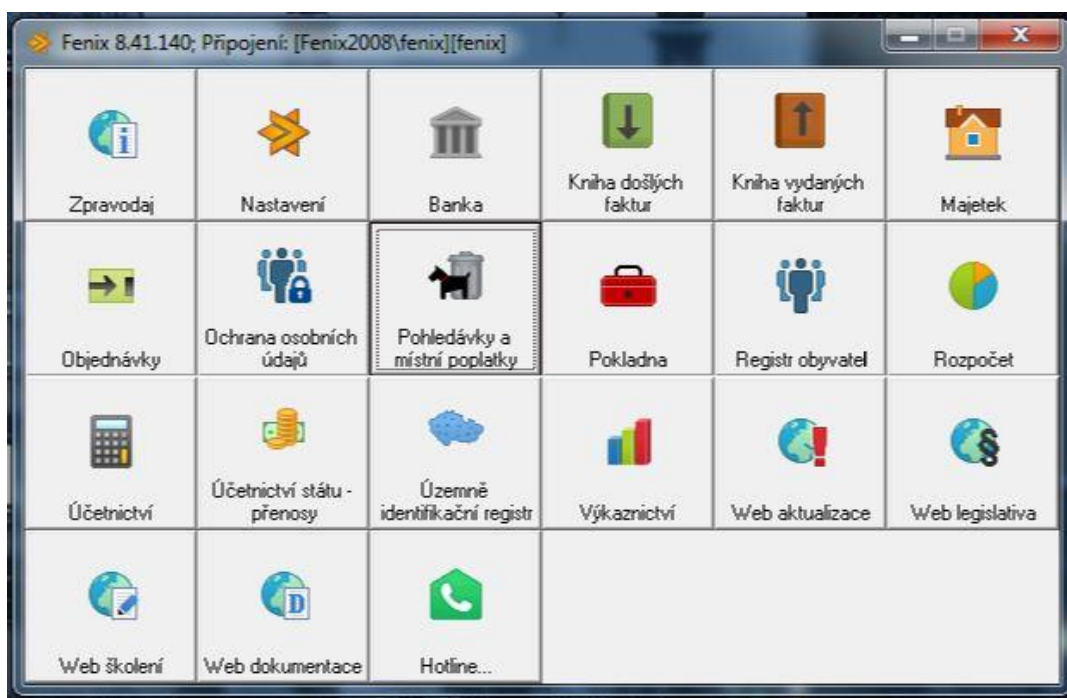 Fenix 8.41.140; Připojení: [Fenix2008\fenix][fenix]
Zpravodaj
Nastavení
Banka
Kniha došlých
faktur
Kniha vydaných
faktur
Majetek
Objednávky
Ochrana osobních
údajů
Pohledávky a
místní poplatky
Pokladna
Registr obyvatel
Rozpočet
Účetnictví
Účetnictví státu -
přenosy
Územně
identifikační registr
Výkaznictví
Web aktualizace
Web legislativa
Web školení
Web dokumentace
Hotline...